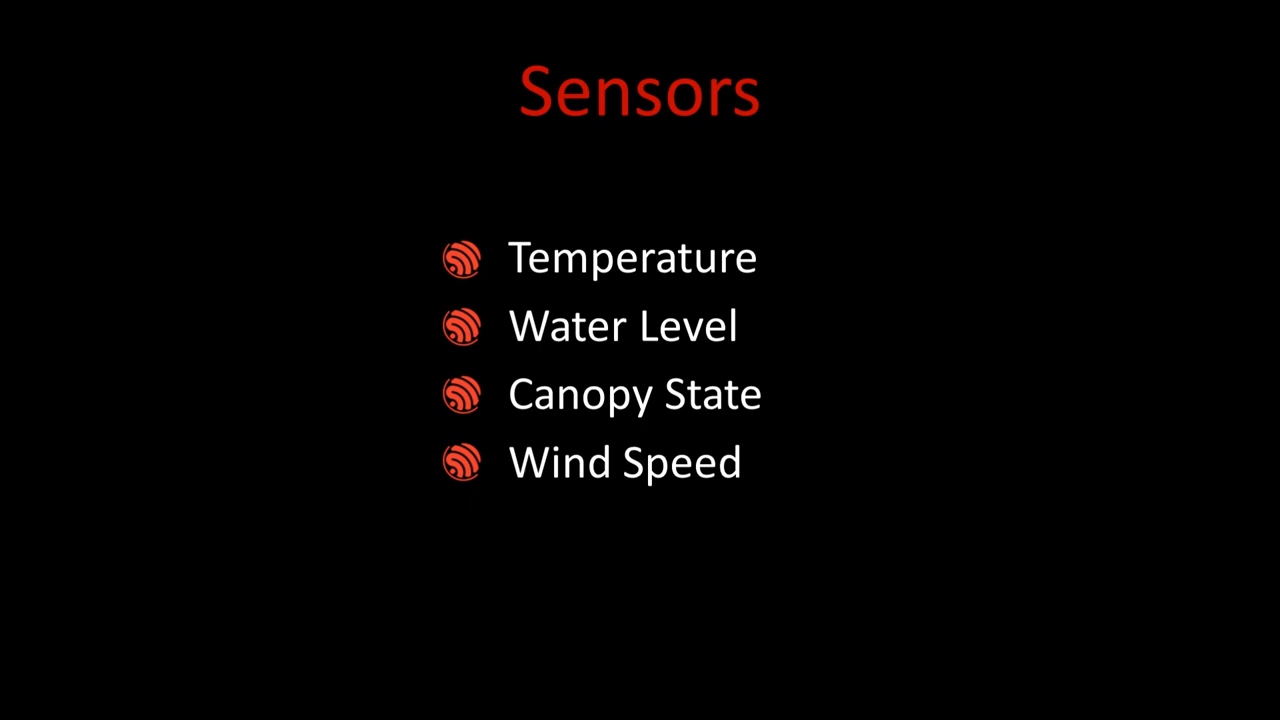 Sensors
Temperature
Water Level
Canopy State
Wind Speed